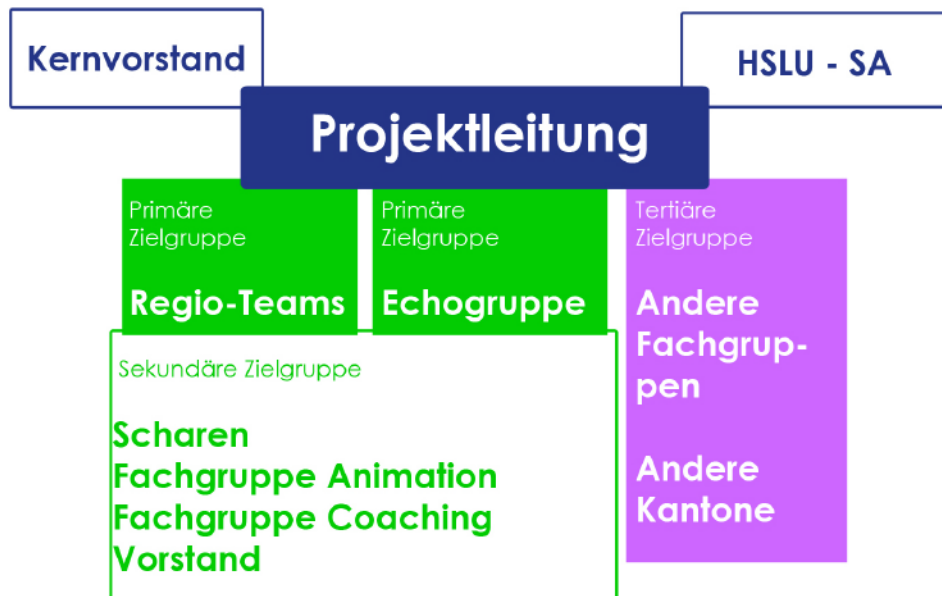 Kernvorstand
HSLU - SA
Projektleitung
Primäre
Zielgruppe
Regio-Teams
Primäre
Zielgruppe
Echogruppe
Tertiäre
Zielgruppe
Andere
Fachgrup-
pen
Andere
Kantone
Sekundäre Zielgruppe
Scharen
Fachgruppe Animation
Fachgruppe Coaching
Vorstand